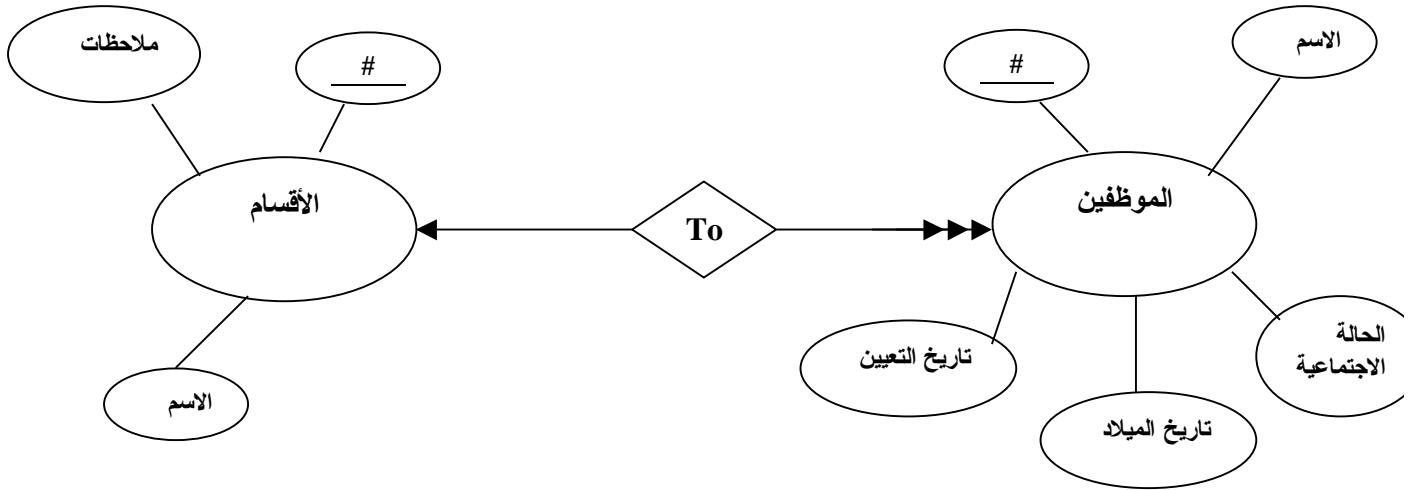 الاسم
#
#
ملاحظات
الموظفين
الأقسام
To
الحالة
الاجتماعية
تاريخ التعيين
الاسم
تاريخ الميلاد